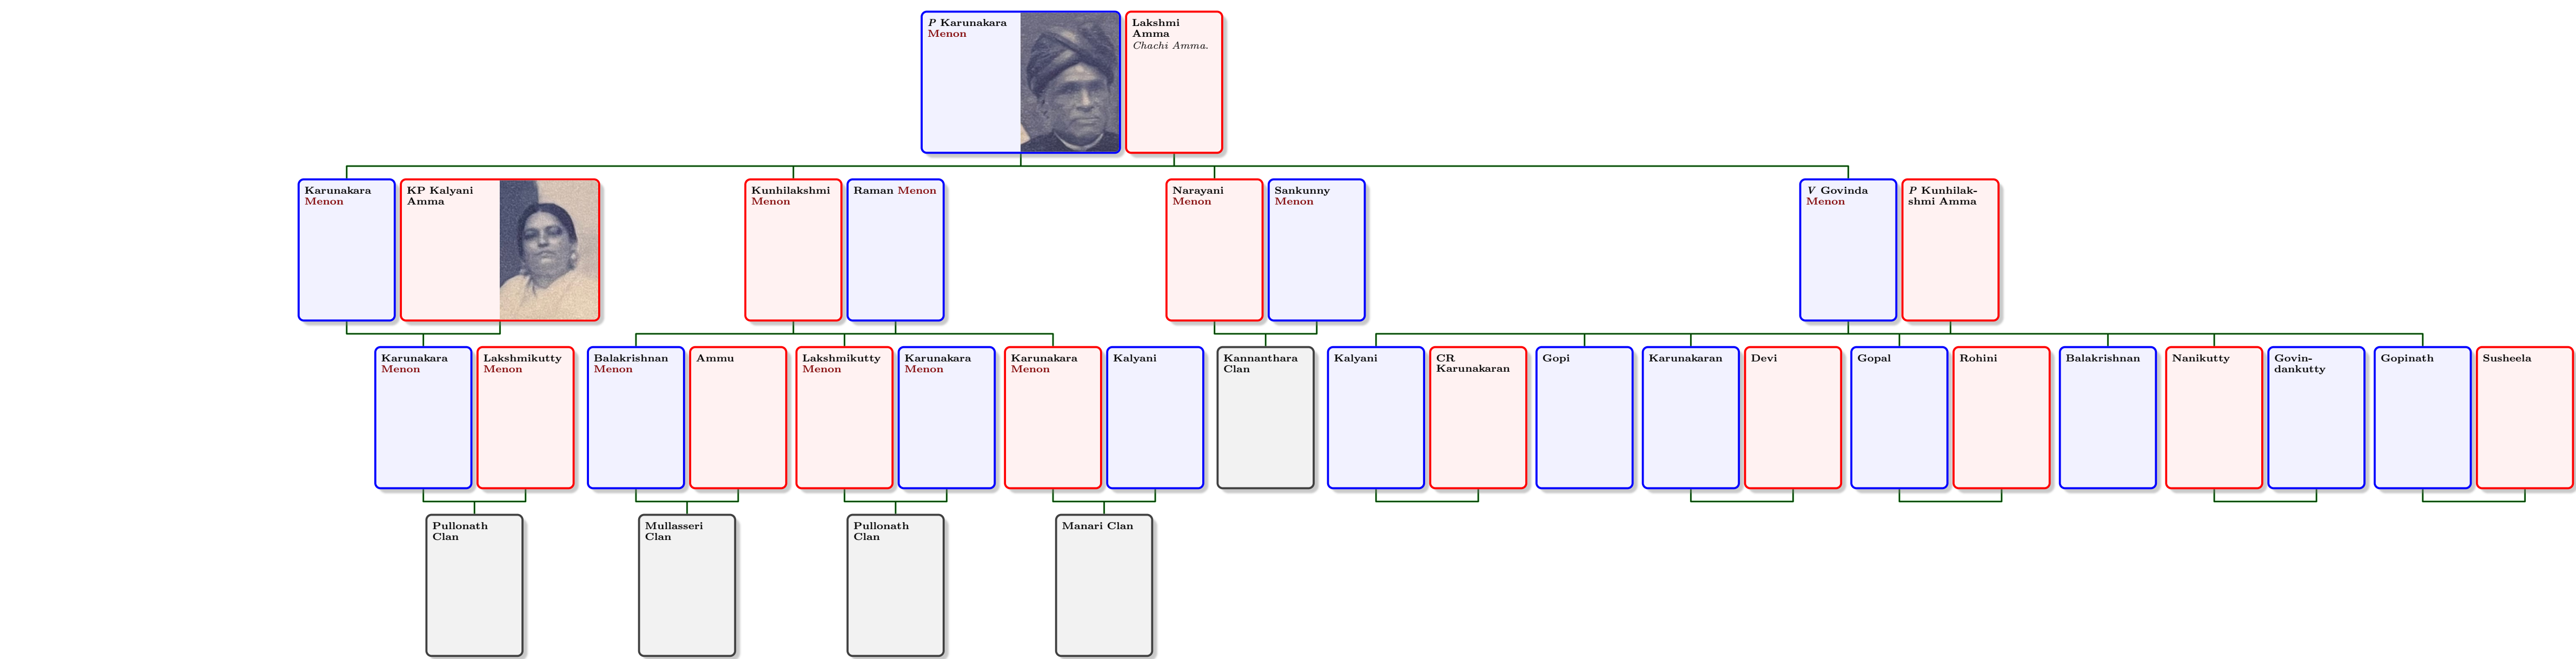 P Karunakara
Menon
Lakshmi
Amma
Chachi Amma.
Karunakara
Menon
KP Kalyani
Amma
Kunhilakshmi
Menon
Raman Menon
Narayani
Menon
Sankunny
Menon
V Govinda
Menon
P Kunhilak-
shmi Amma
Karunakara
Menon
Lakshmikutty
Menon
Balakrishnan
Menon
Ammu
Lakshmikutty
Menon
Karunakara
Menon
Karunakara
Menon
Kalyani
Kannanthara
Clan
Kalyani
CR
Karunakaran
Gopi
Karunakaran
Devi
Gopal
Rohini
Balakrishnan
Nanikutty
Govin-
dankutty
Gopinath
Susheela
Pullonath
Clan
Mullasseri
Clan
Pullonath
Clan
Manari Clan